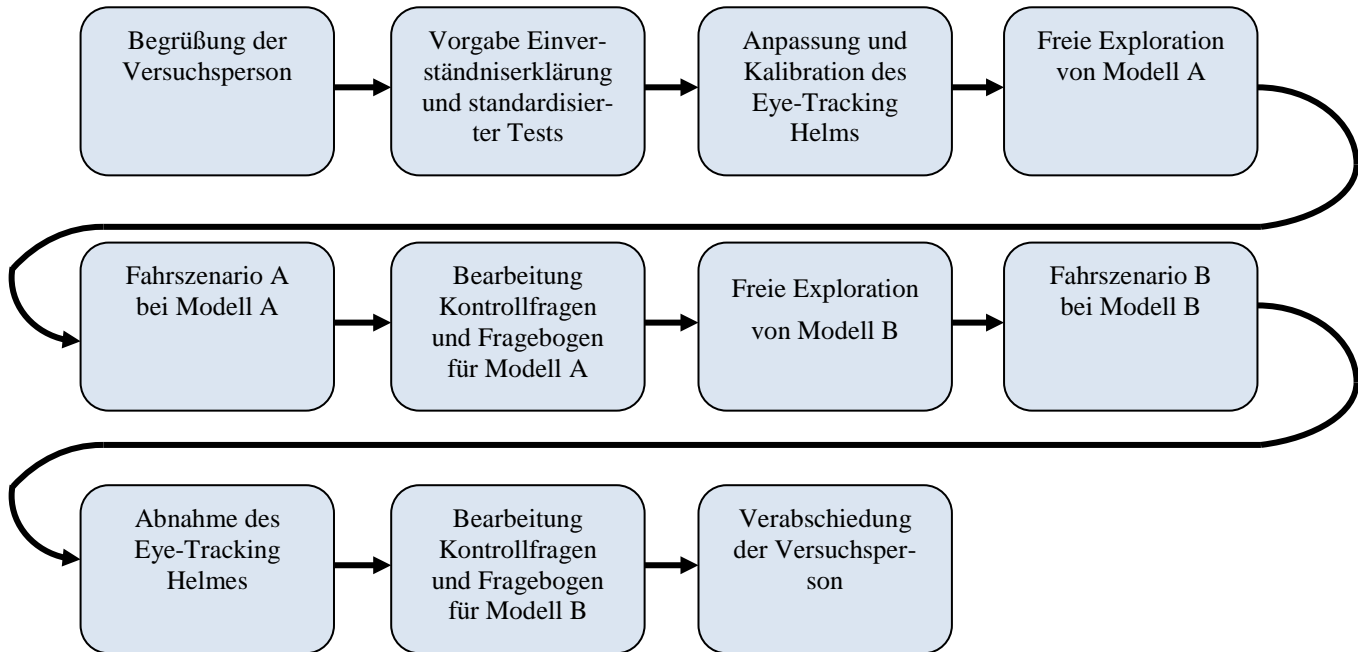 Begrüßung der
Versuchsperson
Vorgabe Einver-
ständniserklärung
und standardisier-
ter Tests
Anpassung und
Kalibration des
Eye-Tracking
Helms
Freie Exploration
von Modell A
Fahrszenario A
bei Modell A
Bearbeitung
Kontrollfragen
und Fragebogen
für Modell A
Freie Exploration
von Modell B
Fahrszenario B
bei Modell B
Abnahme des
Eye-Tracking
Helmes
Bearbeitung
Kontrollfragen
und Fragebogen
für Modell B
Verabschiedung
der Versuchsper-
son